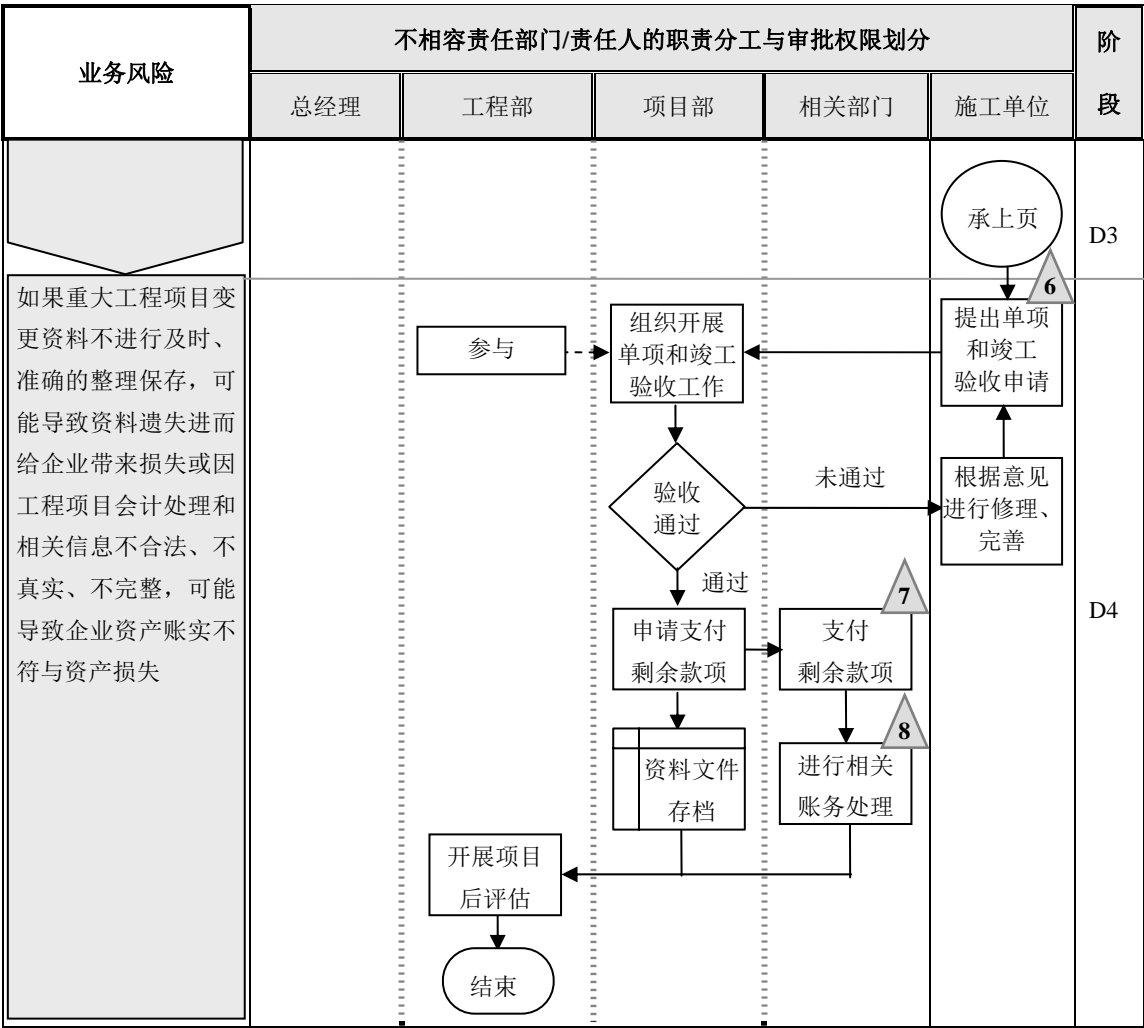 业务风险
不相容责任部门/责任人的职责分工与审批权限划分
阶
段
总经理
工程部
项目部
相关部门
施工单位
承上页
D3
如果重大工程项目变
更资料不进行及时、
准确的整理保存，可
能导致资料遗失进而
给企业带来损失或因
工程项目会计处理和
相关信息不合法、不
真实、不完整，可能
导致企业资产账实不
符与资产损失
6
提出单项
和竣工
验收申请
组织开展
单项和竣工
验收工作
参与
验收
通过
未通过
根据意见
进行修理、
完善
通过
7
申请支付
剩余款项
支付
剩余款项
D4
8
资料文件
存档
进行相关
账务处理
开展项目
后评估
结束